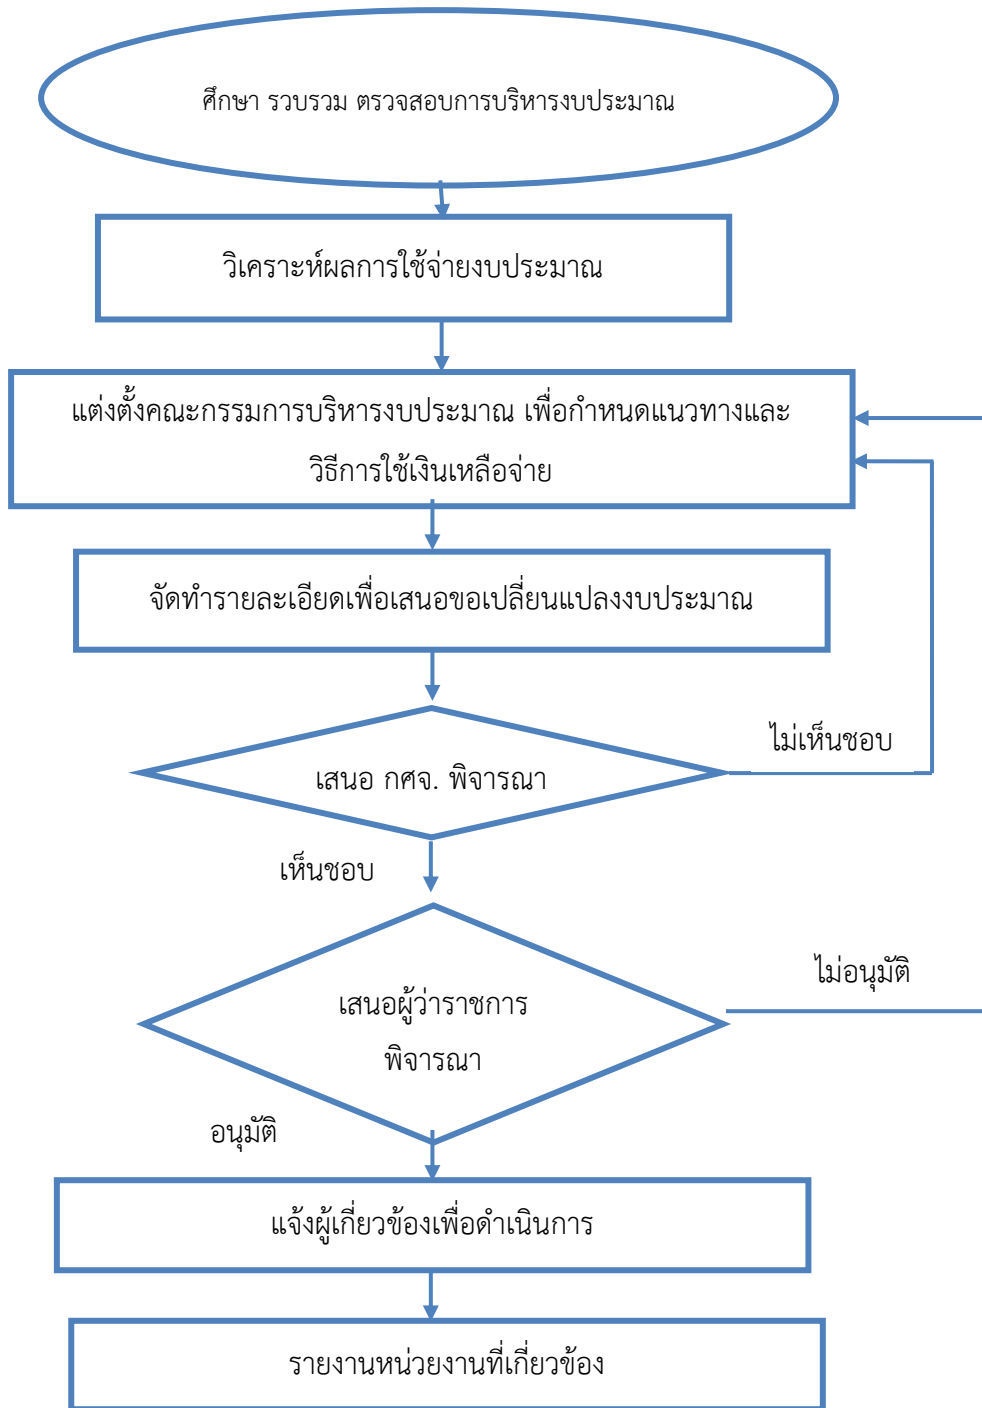 ศึกษา รวบรวม ตรวจสอบการบริหารงบประมาณ
วิเคราะห์ผลการใช้จ่ายงบประมาณ
แต่งตั้งคณะกรรมการบริหารงบประมาณ เพื่อกำหนดแนวทางและ
วิธีการใช้เงินเหลือจ่าย
จัดทำรายละเอียดเพื่อเสนอขอเปลี่ยนแปลงงบประมาณ
ไม่เห็นชอบ
เสนอ กศจ. พิจารณา
เห็นชอบ
ไม่อนุมัติ
เสนอผู้ว่าราชการ
พิจารณา
อนุมัติ
แจ้งผู้เกี่ยวข้องเพื่อดำเนินการ
รายงานหน่วยงานที่เกี่ยวข้อง